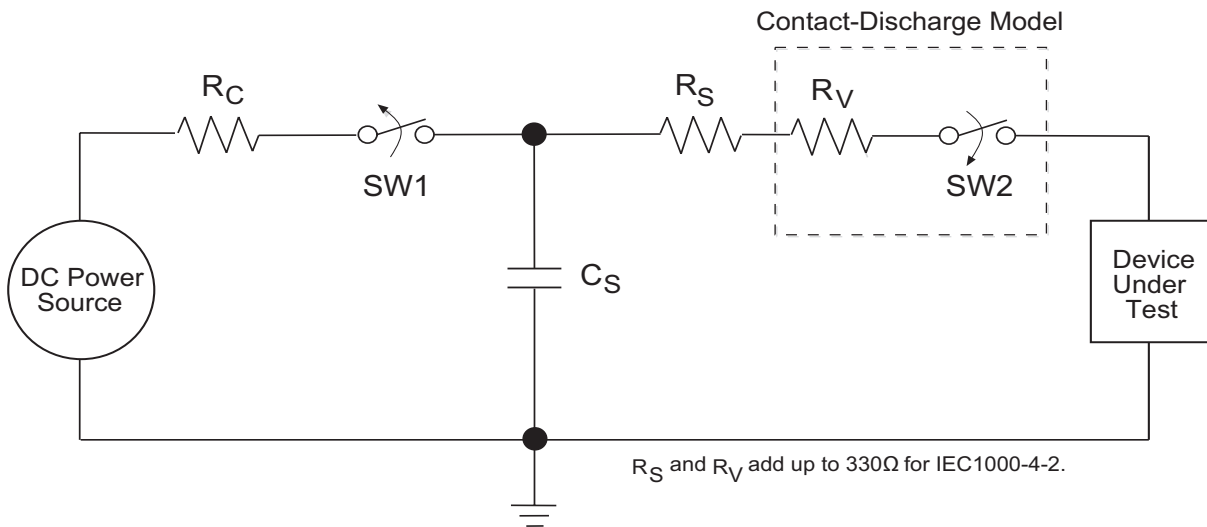 Contact-Discharge Model
RC
RS
RV
SW1
SW2
CS
DC Power
Source
Device
Under
Test
RS and RV add up to 330Ω for IEC1000-4-2.